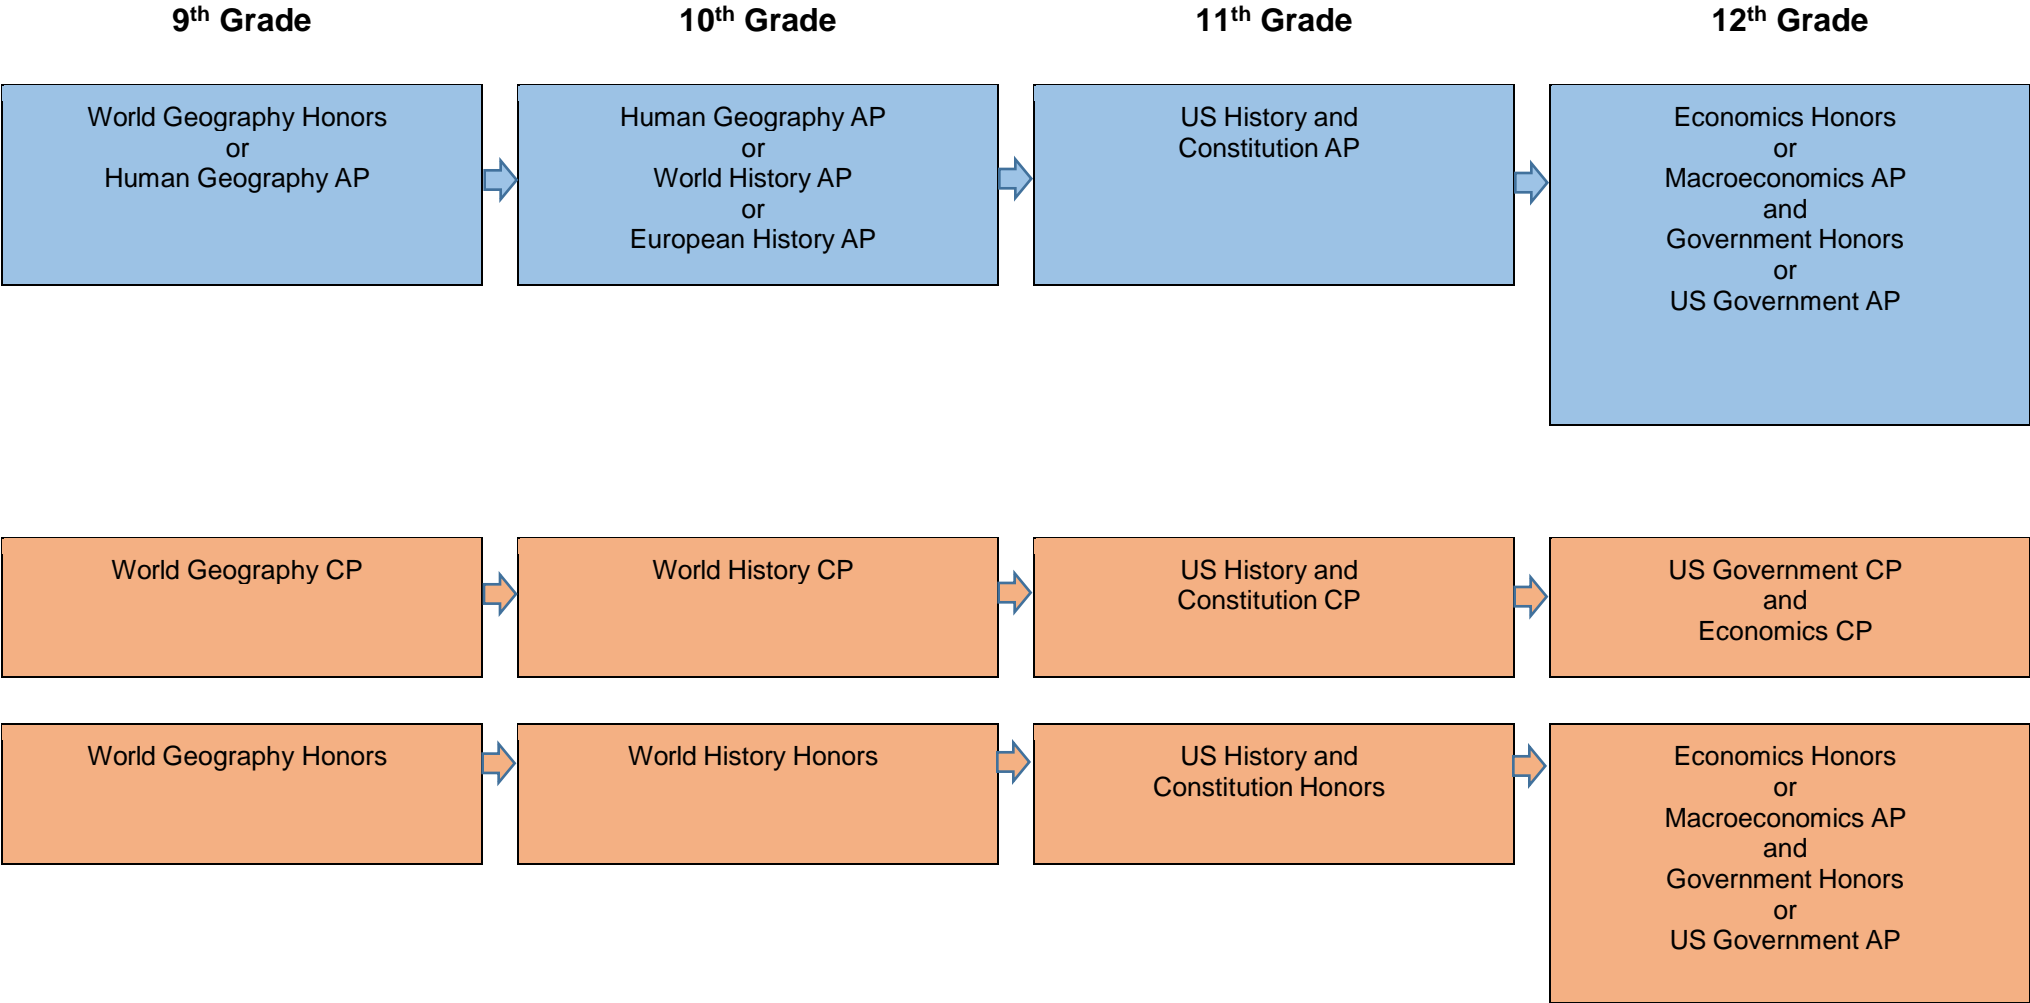 9th Grade
10th Grade
11th Grade
12th Grade
World Geography Honors
or
Human Geography AP
Human Geography AP
or
World History AP
or
European History AP
US History and
Constitution AP
Economics Honors
or
Macroeconomics AP
and
Government Honors
or
US Government AP
World Geography CP
World History CP
US History and
Constitution CP
US Government CP
and
Economics CP
World Geography Honors
World History Honors
US History and
Constitution Honors
Economics Honors
or
Macroeconomics AP
and
Government Honors
or
US Government AP